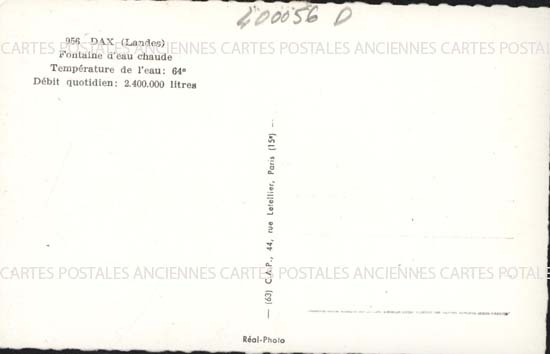 400056 D
956 DAX (Landes)
Fontaine d'eau chaude
Température de l'eau: 64°
Débit quotidien: 2.400.000 litres
CARTES POSTALES ANCIENNES CARTES POSTALES ANCIENNES CARTES POSTALES
— (63) C.A.P., 44, rue Letellier, Paris (15e) —
CARTES POSTALES ANCIENNES CARTES POSTALES ANCIENNES CARTES POTAL
Réal-Photo